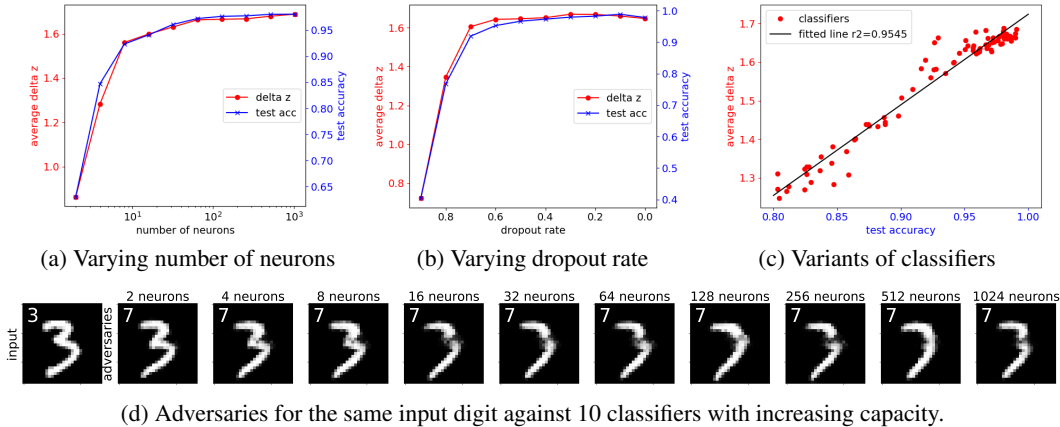 1.6
1.4
1.2
1.0
average delta z
0.95
0.90
0.85
0.80
0.75
0.70
0.65
test accuracy
delta z
test acc
10¹ 10² 10³
number of neurons
(a) Varying number of neurons
1.6
1.4
1.2
1.0
0.8
average delta z
1.0
0.9
0.8
0.7
0.6
0.5
0.4
test accuracy
delta z
test acc
0.8 0.6 0.4 0.2 0.0
dropout rate
(b) Varying dropout rate
1.7
1.6
1.5
1.4
1.3
average delta z
classifiers
fitted line r2=0.9545
0.80 0.85 0.90 0.95 1.00
test accuracy
(c) Variants of classifiers
2 neurons 4 neurons 8 neurons 16 neurons 32 neurons 64 neurons 128 neurons 256 neurons 512 neurons 1024 neurons
input
adversaries
3 7 7 7 7 7 7 7 7 7 7
3
(d) Adversaries for the same input digit against 10 classifiers with increasing capacity.